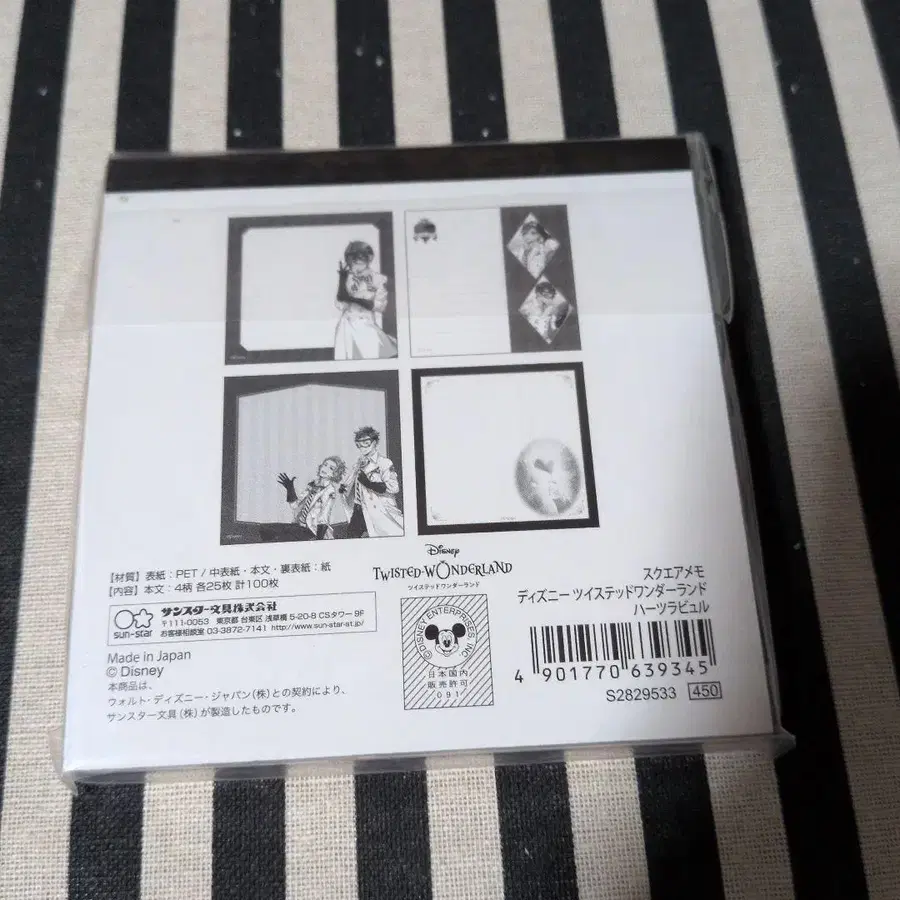 【材質】表紙：PET / 中表紙・本文・裏表紙：紙
【内容】本文：4柄 各25枚 計100枚
sun-star
サンスター文具株式会社
〒111-0053 東京都 台東区 浅草橋 5-20-8 CSタワー 9F
お客様相談室 03-3872-7141 http://www.sun-star-st.jp/
Made in Japan
© Disney
本商品は、
ウォルト・ディズニー・ジャパン(株)との契約により、
サンスター文具(株)が製造したものです。
Disney
TWISTED-WONDERLAND
ツイステッドワンダーランド
© DISNEY ENTERPRISES, INC.
日本国内
販売許可
091
スクエアメモ
ディズニー ツイステッドワンダーランド
ハーツラビュル
4 901770 639345
S2829533 450